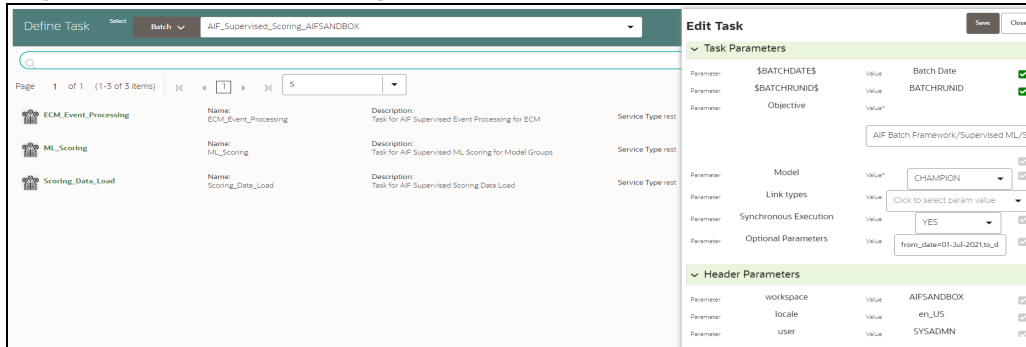 Define Task Select Batch AIF_Supervised_Scoring_AIFSANDBOX
Page 1 of 1 (1-3 of 3 items) 1 5
ECM_Event_Processing
Name:
ECM_Event_Processing
Description:
Task for AIF Supervised Event Processing for ECM
Service Type rest
ML_Scoring
Name:
ML_Scoring
Description:
Task for AIF Supervised ML Scoring for Model Groups
Service Type rest
Scoring_Data_Load
Name:
Scoring_Data_Load
Description:
Task for AIF Supervised Scoring Data Load
Service Type rest
Edit Task Save Close
Task Parameters
Parameter $BATCHDATE$ Value Batch Date
Parameter $BATCHRUNID$ Value BATCHRUNID
Parameter Objective Value*
AIF Batch Framework/Supervised ML/S
Parameter Model Value* CHAMPION
Parameter Link types Value Click to select param value
Parameter Synchronous Execution Value YES
Parameter Optional Parameters Value from_date=01-Jul-2021,to_d
Header Parameters
Parameter workspace Value AIFSANDBOX
Parameter locale Value en_US
Parameter user Value SYSADMN